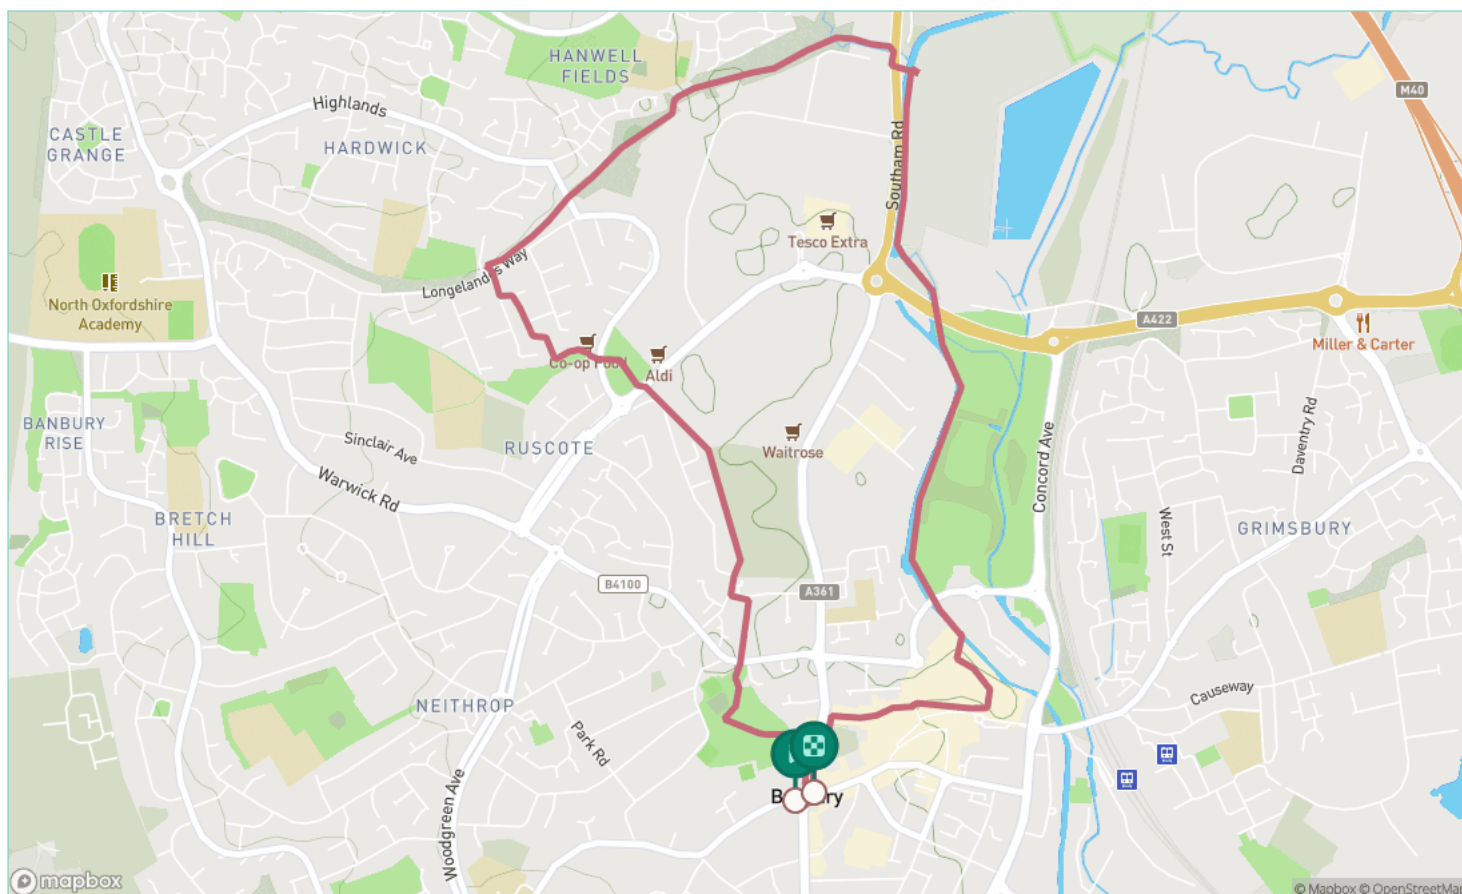 HANWELL
FIELDS
M40
Highlands
CASTLE
GRANGE
HARDWICK
Southam Rd
Tesco Extra
Longelandes Way
North Oxfordshire
Academy
A422
Miller & Carter
Co-op Food
Aldi
BANBURY
RISE
Sinclair Ave
RUSCOTE
Waitrose
Daventry Rd
Concord Ave
Warwick Rd
BRETCH
HILL
West St
GRIMSBURY
B4100
A361
NEITHROP
Causeway
Park Rd
Woodgreen Ave
mapbox
© Mapbox © OpenStreetMap